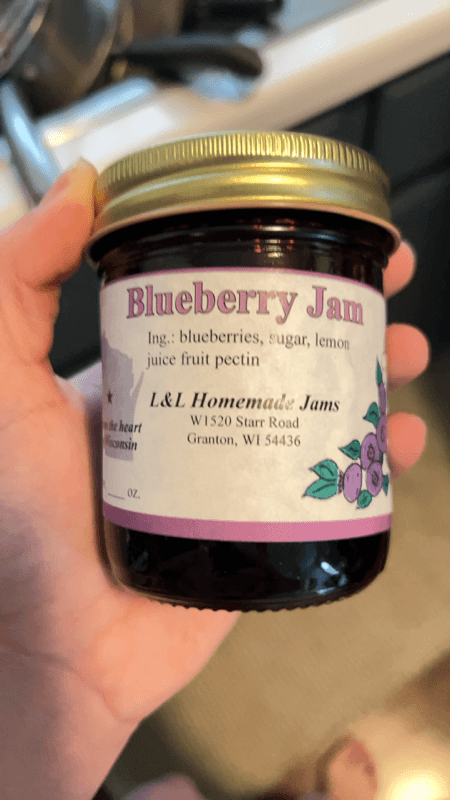 Blueberry Jam
Ing.: blueberries, sugar, lemon
juice fruit pectin
L&L Homemade Jams
W1520 Starr Road
Granton, WI 54436
the heart
Wisconsin
oz.